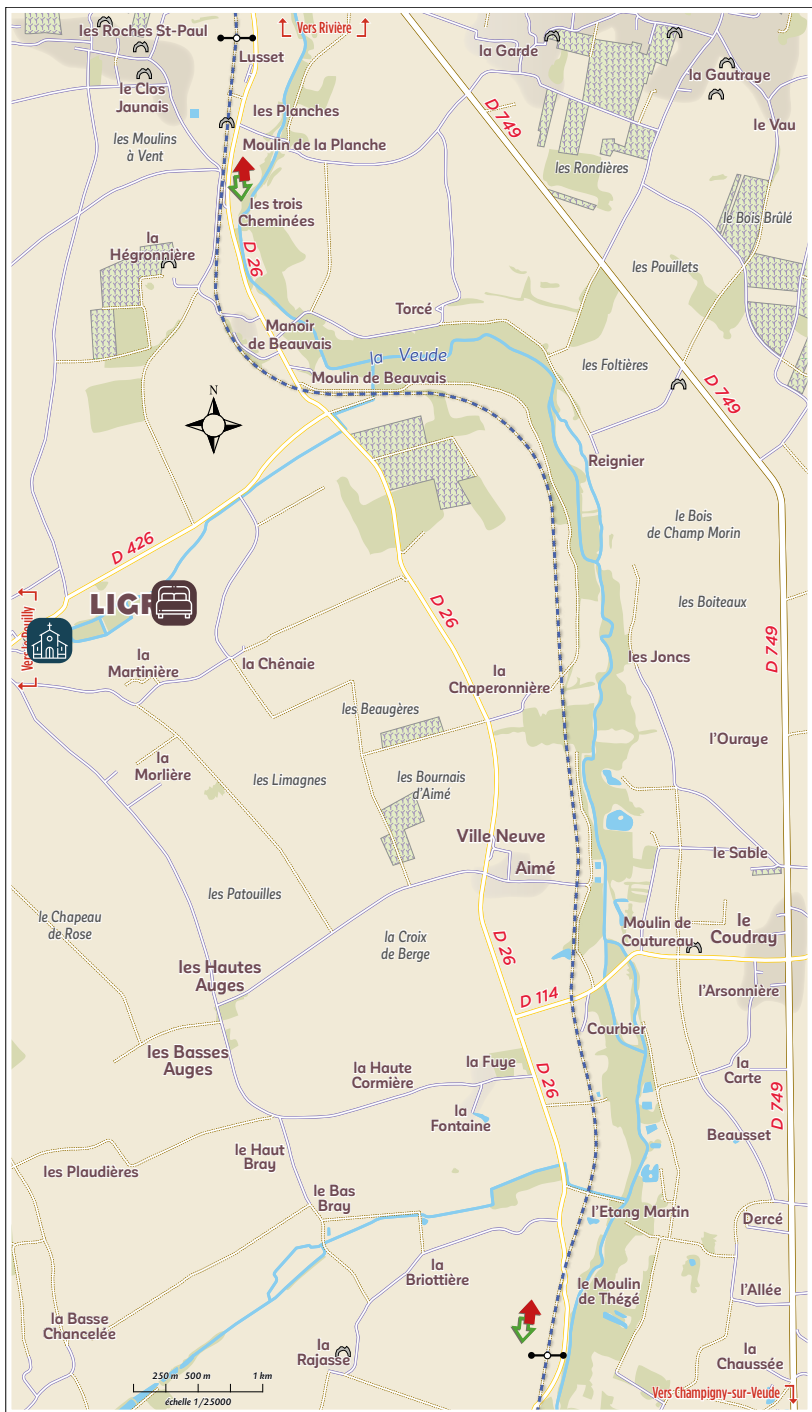 Vers Rivière
les Roches St-Paul
Lusset
la Garde
la Gautraye
le Clos
Jaunais
les Planches
D 749
le Vau
les Moulins
à Vent
Moulin de la Planche
les Rondières
les trois
Cheminées
le Bois Brûlé
la
Hégronnière
D 26
les Pouillets
Torcé
Manoir
de Beauvais
la Veude
les Foltières
Moulin de Beauvais
D 749
N
Reignier
le Bois
de Champ Morin
D 426
LIGR
D 26
les Boiteaux
la
Martinière
la Chênaie
les Joncs
D 749
la
Chaperonnière
les Beaugères
l'Ouraye
la
Morlière
les Limagnes
les Bournais
d'Aimé
Ville Neuve
le Sable
Aimé
les Patouilles
le Chapeau
de Rose
la Croix
de Berge
D 26
Moulin de
Coutureau
le
Coudray
les Hautes
Auges
l'Arsonnière
D 114
Courbier
les Basses
Auges
la Haute
Cormière
la Fuye
D 26
la
Carte
D 749
la
Fontaine
Beausset
le Haut
Bray
les Plaudières
le Bas
Bray
l'Etang Martin
Dercé
la
Briottière
le Moulin
de Thézé
l'Allée
la Basse
Chancelée
la
Rajasse
la
Chaussée
250 m 500 m 1 km
échelle 1/25000
Vers Champigny-sur-Veude